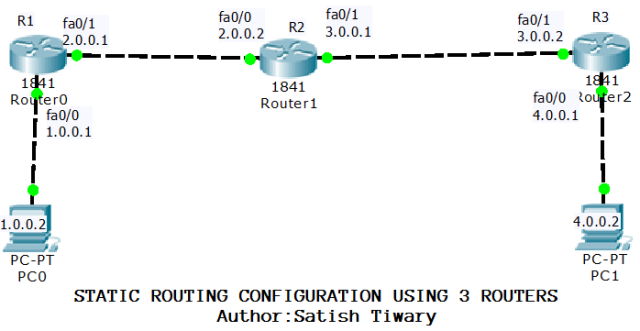 R1
fa0/1
2.0.0.1
1841
Router0
fa0/0
1.0.0.1
fa0/0
2.0.0.2
R2
fa0/1
3.0.0.1
1841
Router1
fa0/1
3.0.0.2
R3
1841
Router2
fa0/0
4.0.0.1
1.0.0.2
PC-PT
PC0
4.0.0.2
PC-PT
PC1
STATIC ROUTING CONFIGURATION USING 3 ROUTERS
Author:Satish Tiwary